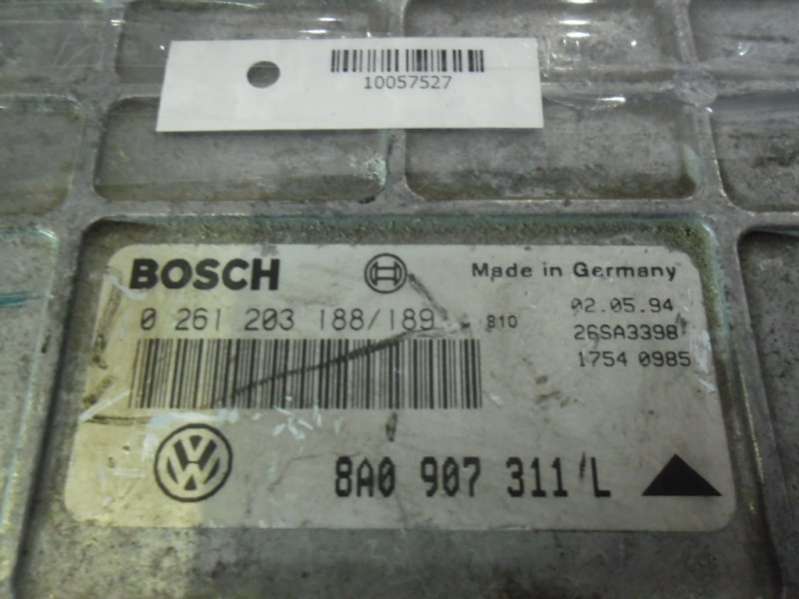 10057527
BOSCH
Made in Germany
0 261 203 188/189
810
02.05.94
26SA3398
1754 0985
VW
8A0 907 311 L